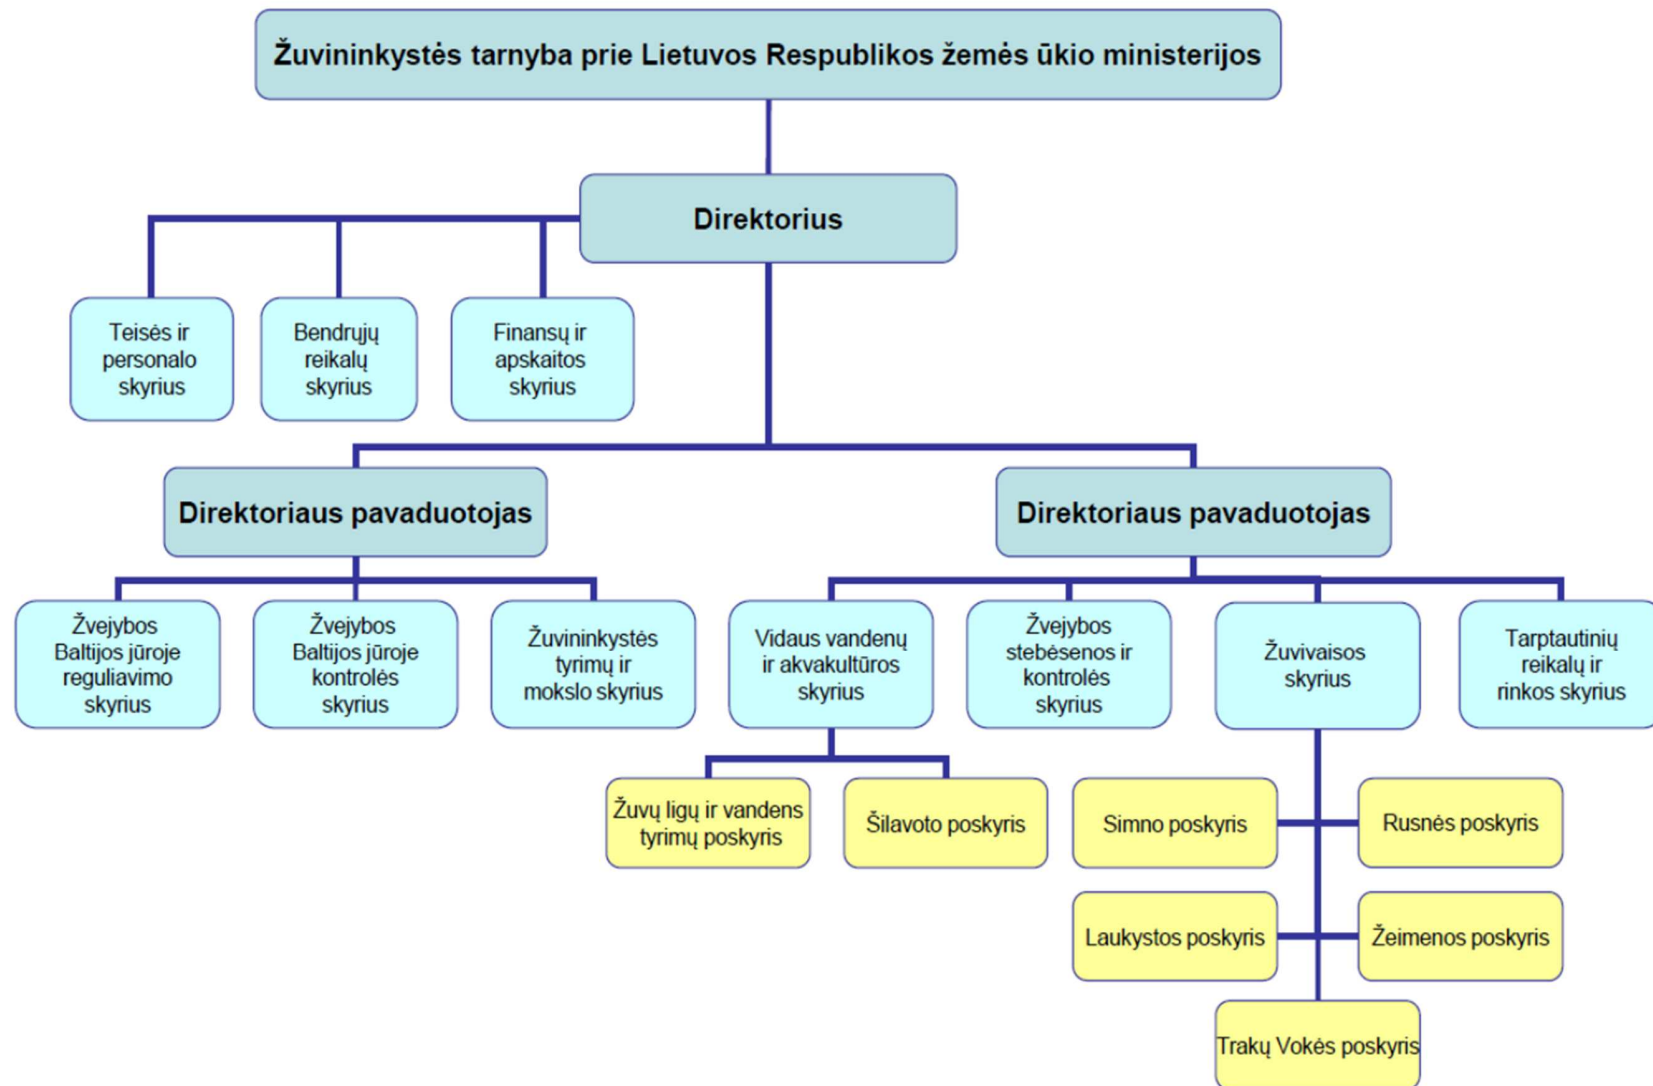 Žuvininkystės tarnyba prie Lietuvos Respublikos žemės ūkio ministerijos
Direktorius
Teisės ir
personalo
skyrius
Bendrųjų
reikalų
skyrius
Finansų ir
apskaitos
skyrius
Direktoriaus pavaduotojas
Direktoriaus pavaduotojas
Žvejybos
Baltijos jūroje
reguliavimo
skyrius
Žvejybos
Baltijos jūroje
kontrolės
skyrius
Žuvininkystės
tyrimų ir
mokslo skyrius
Vidaus vandenų
ir akvakultūros
skyrius
Žvejybos
stebėsenos ir
kontrolės
skyrius
Žuvivaisos
skyrius
Tarptautinių
reikalų ir
rinkos skyrius
Žuvų ligų ir vandens
tyrimų poskyris
Šilavoto poskyris
Simno poskyris
Rusnės poskyris
Laukystos poskyris
Žeimenos poskyris
Trakų Vokės poskyris